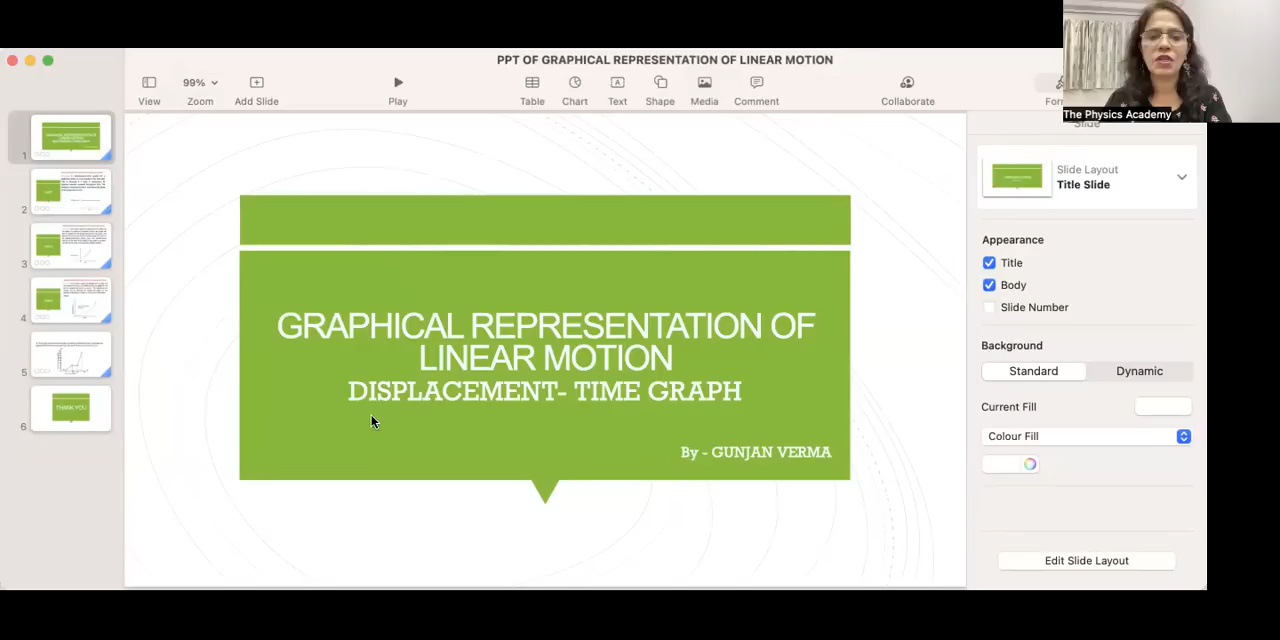 PPT OF GRAPHICAL REPRESENTATION OF LINEAR MOTION
99%
View
Zoom
Add Slide
Play
Table
Chart
Text
Shape
Media
Comment
Collaborate
The Physics Academy
Slide
1
2
3
4
5
6
THANK YOU
GRAPHICAL REPRESENTATION OF
LINEAR MOTION
DISPLACEMENT- TIME GRAPH
By - GUNJAN VERMA
Slide Layout
Title Slide
Appearance
Title
Body
Slide Number
Background
Standard
Dynamic
Current Fill
Colour Fill
Edit Slide Layout